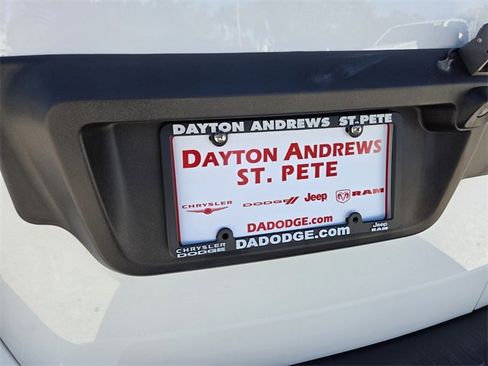 DAYTON ANDREWS ST. PETE
DAYTON ANDREWS
ST. PETE
CHRYSLER DODGE Jeep RAM
DADODGE.com
CHRYSLER Jeep
DODGE DADODGE.com RAM